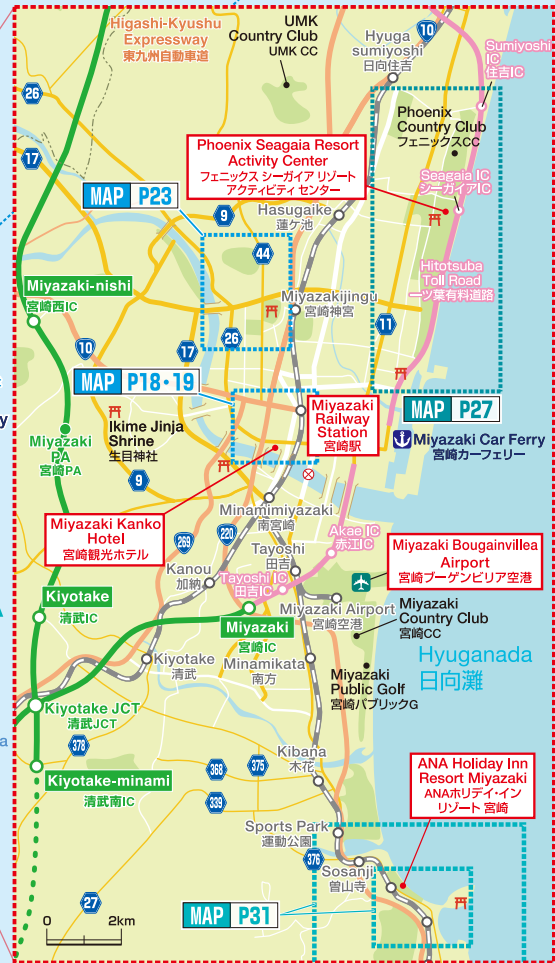 Higashi-Kyushu
Expressway
東九州自動車道
UMK
Country Club
UMK CC
Hyuga
sumiyoshi
日向住吉
10
Sumiyoshi
IC
住吉IC
26
17
Phoenix
Country Club
フェニックスCC
Phoenix Seagaia Resort
Activity Center
フェニックス シーガイア リゾート
アクティビティ センター
Seagaia IC
シーガイアIC
MAP P23
9
Hasugaike
蓮ケ池
44
Hitotsuba
Toll Road
一ツ葉有料道路
Miyazaki-nishi
宮崎西IC
Miyazakijingu
宮崎神宮
11
26
10
17
MAP P18・19
MAP P27
Miyazaki
Railway
Station
宮崎駅
Ikime Jinja
Shrine
生目神社
Miyazaki
PA
宮崎PA
Miyazaki Car Ferry
宮崎カーフェリー
9
Miyazaki Kanko
Hotel
宮崎観光ホテル
Minamimiyazaki
南宮崎
269
220
Akae IC
赤江IC
Tayoshi
田吉
Miyazaki Bougainvillea
Airport
宮崎ブーゲンビリア空港
Kanou
加納
Tayoshi IC
田吉IC
Kiyotake
清武IC
Miyazaki
宮崎IC
Miyazaki Airport
宮崎空港
Miyazaki
Country Club
宮崎CC
Hyuganada
日向灘
Kiyotake
清武
Minamikata
南方
Miyazaki
Public Golf
宮崎パブリックG
Kiyotake JCT
清武JCT
378
Kibana
木花
368
375
Kiyotake-minami
清武南IC
339
ANA Holiday Inn
Resort Miyazaki
ANAホリデイ・イン
リゾート 宮崎
Sports Park
運動公園
376
Sosanji
曽山寺
27
MAP P31
0 2km